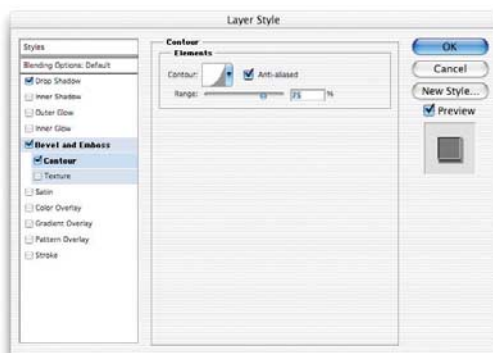 Layer Style
Styles
Blending Options: Default
Drop Shadow
Inner Shadow
Outer Glow
Inner Glow
Bevel and Emboss
Contour
Texture
Satin
Color Overlay
Gradient Overlay
Pattern Overlay
Stroke
Contour
Elements
Contour:
Anti-aliased
Range:
75 %
OK
Cancel
New Style...
Preview